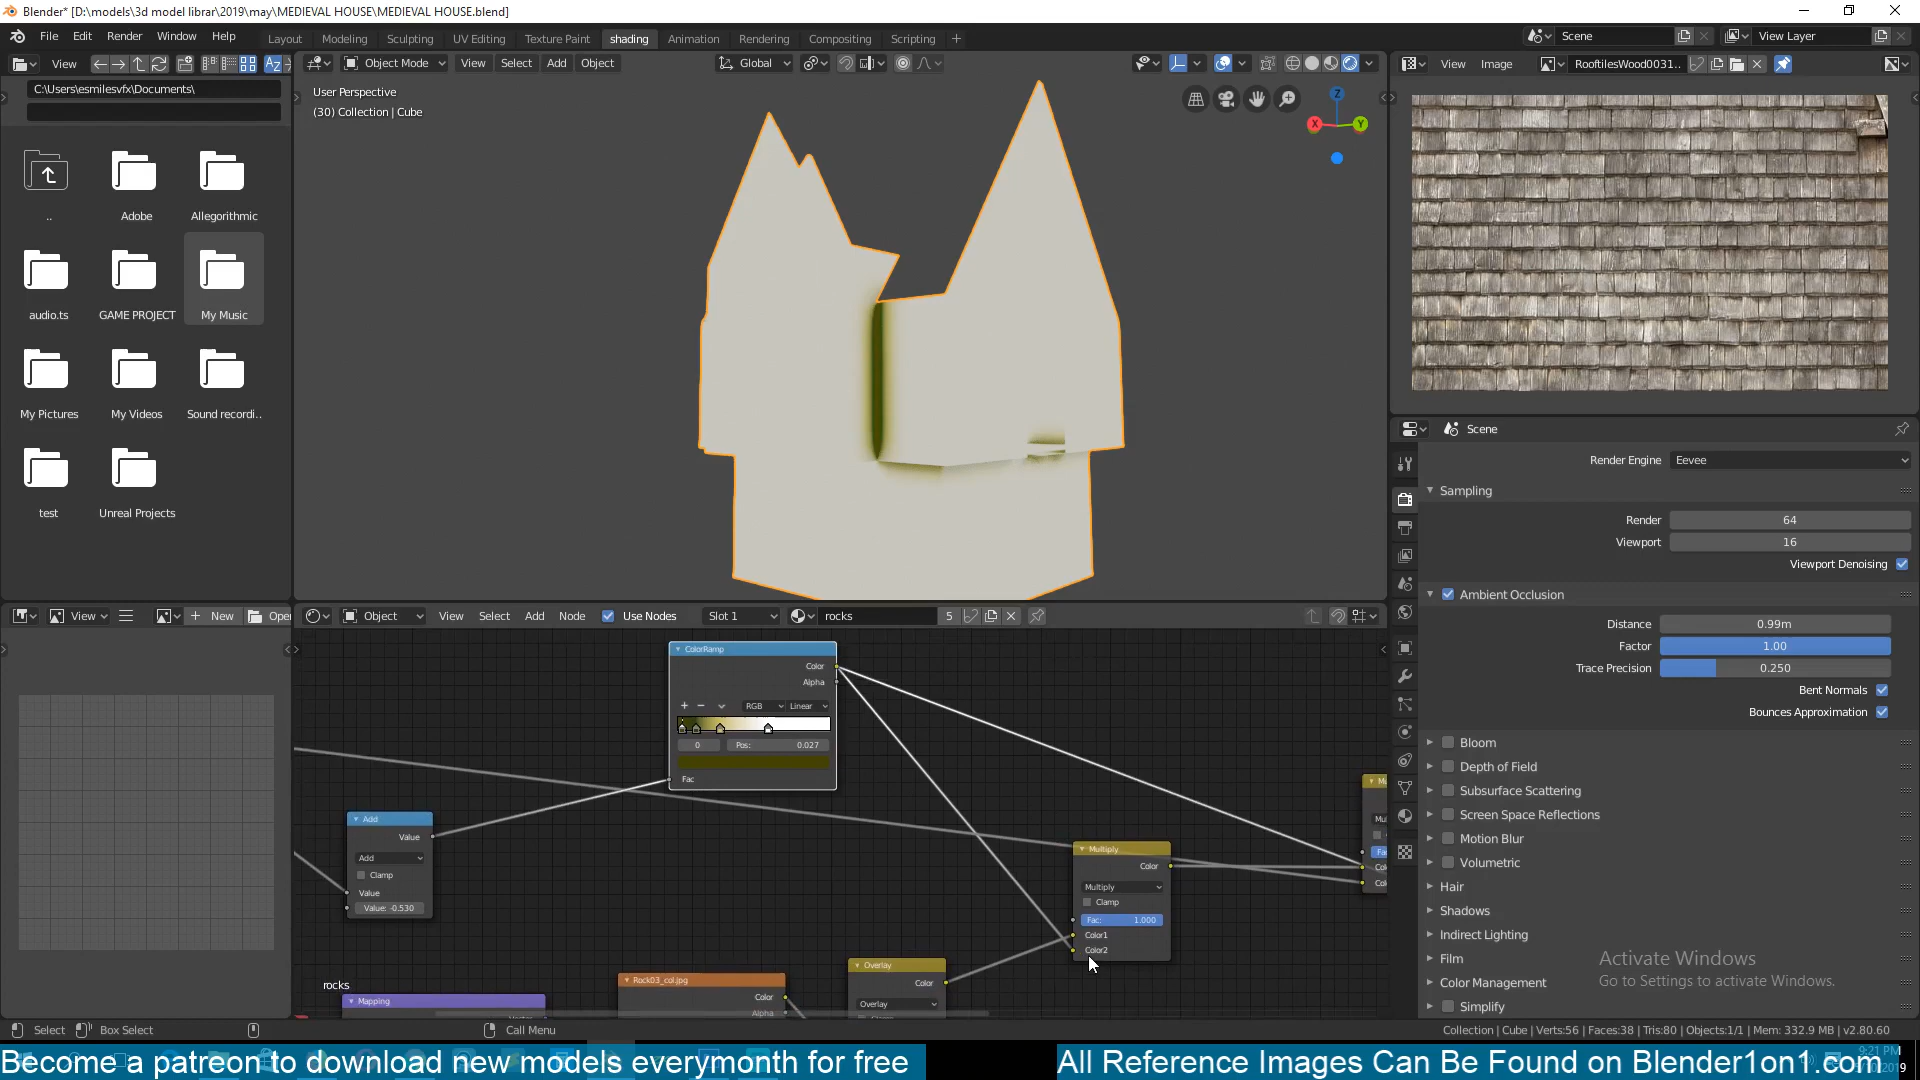 Blender* [D:\models\3d model librar\2019\may\MEDIEVAL HOUSE\MEDIEVAL HOUSE.blend]
File Edit Render Window Help
Layout Modeling Sculpting UV Editing Texture Paint shading Animation Rendering Compositing Scripting
Scene
View Layer
View
C:\Users\esmilesvfx\Documents\
..
Adobe
Allegorithmic
audio.ts
GAME PROJECT
My Music
My Pictures
My Videos
Sound recordi..
test
Unreal Projects
Object Mode View Select Add Object
Global
User Perspective
(30) Collection | Cube
Z
X
Y
View Image
RooftilesWood0031..
Scene
Render Engine
Eevee
Sampling
Render 64
Viewport 16
Viewport Denoising
Ambient Occlusion
Distance 0.99m
Factor 1.00
Trace Precision 0.250
Bent Normals
Bounces Approximation
Bloom
Depth of Field
Subsurface Scattering
Screen Space Reflections
Motion Blur
Volumetric
Hair
Shadows
Indirect Lighting
Film
Color Management
Simplify
Activate Windows
Go to Settings to activate Windows.
View
New
Open
Object View Select Add Node Use Nodes Slot 1 rocks 5
ColorRamp
Color
Alpha
RGB Linear
0 Pos: 0.027
Fac
Add
Value
Add
Clamp
Value
Value: -0.530
Multiply
Color
Multiply
Clamp
Fac: 1.000
Color1
Color2
Overlay
Color
Overlay
Rock03_col.jpg
Color
Alpha
rocks
Mapping
Select Box Select Call Menu
Collection | Cube | Verts:56 | Faces:38 | Tris:80 | Objects:1/1 | Mem: 332.9 MB | v2.80.60
Become a patreon to download new models everymonth for free
All Reference Images Can Be Found on Blender1on1.com
9:21 PM